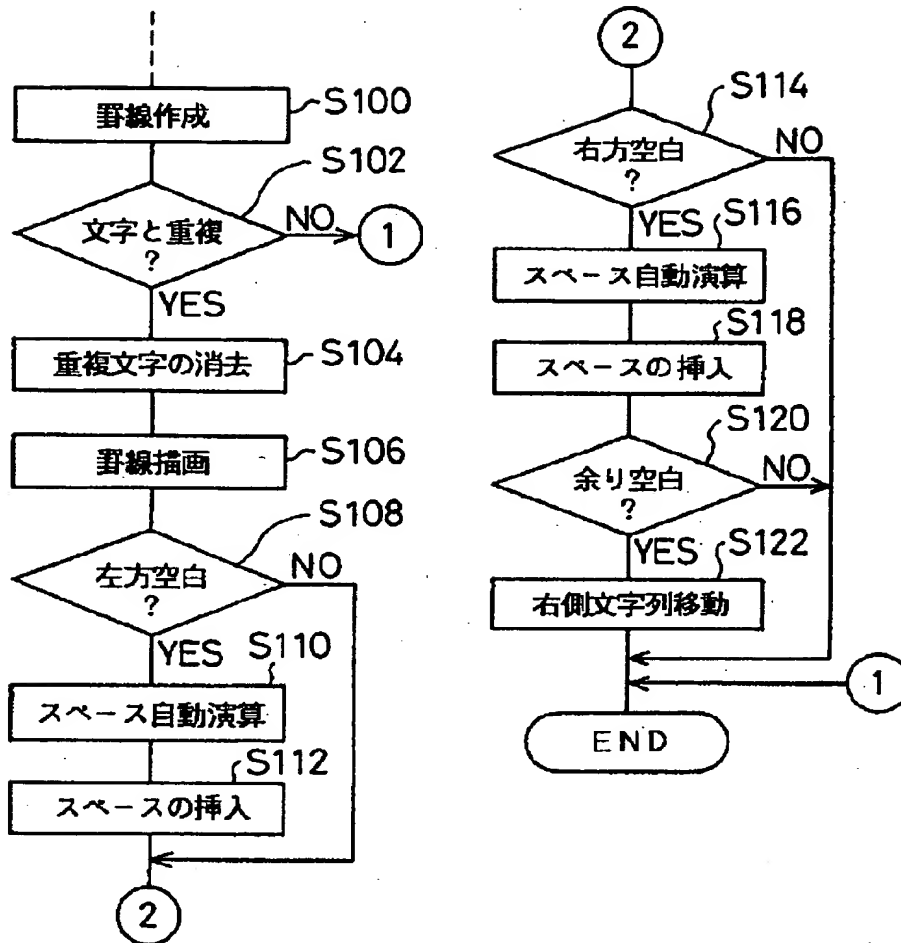 罫線作成
S100
文字と重複
?
S102
NO
1
YES
重複文字の消去
S104
罫線描画
S106
左方空白
?
S108
NO
YES
スペース自動演算
S110
スペースの挿入
S112
2
2
右方空白
?
S114
NO
YES
スペース自動演算
S116
スペースの挿入
S118
余り空白
?
S120
NO
YES
右側文字列移動
S122
1
END